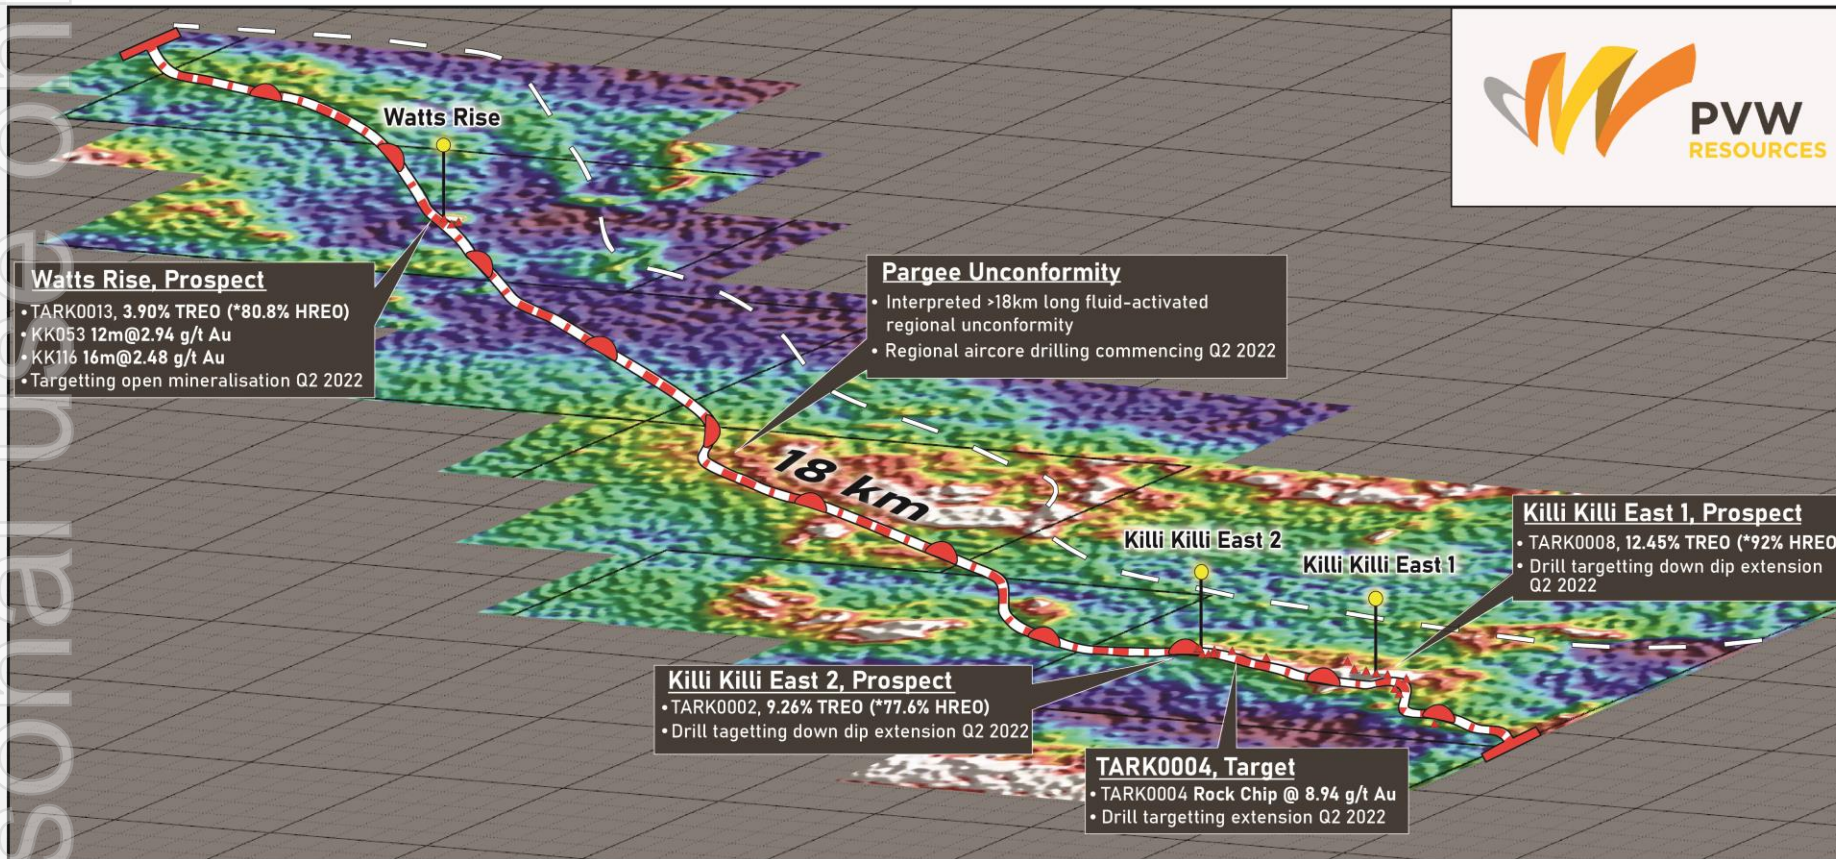 PVW
RESOURCES
Watts Rise
Watts Rise, Prospect
• TARK0013, 3.90% TREO (*80.8% HREO)
• KK053 12m@2.94 g/t Au
• KK116 16m@2.48 g/t Au
• Targetting open mineralisation Q2 2022
Pargee Unconformity
• Interpreted >18km long fluid-activated
regional unconformity
• Regional aircore drilling commencing Q2 2022
18 km
Killi Killi East 2
Killi Killi East 1
Killi Killi East 1, Prospect
• TARK0008, 12.45% TREO (*92% HREO
• Drill targetting down dip extension
Q2 2022
Killi Killi East 2, Prospect
• TARK0002, 9.26% TREO (*77.6% HREO)
• Drill tagetting down dip extension Q2 2022
TARK0004, Target
• TARK0004 Rock Chip @ 8.94 g/t Au
• Drill targetting extension Q2 2022
sonal use on